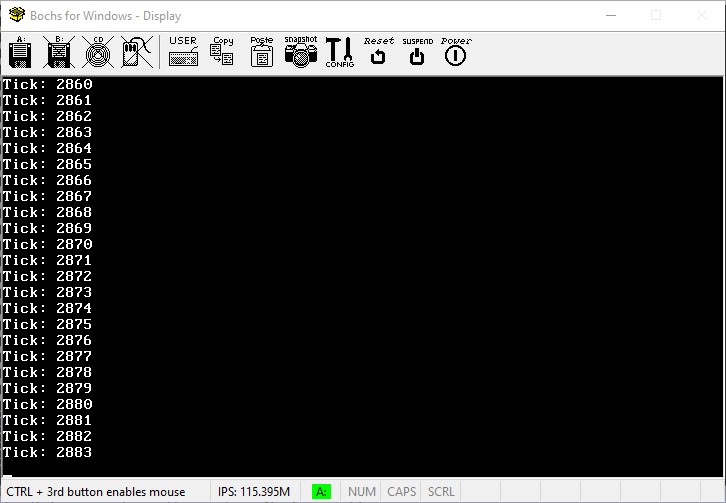 Bochs for Windows - Display
A: B: CD USER Copy Poste snapshot CONFIG Reset SUSPEND Power
Tick: 2860
Tick: 2861
Tick: 2862
Tick: 2863
Tick: 2864
Tick: 2865
Tick: 2866
Tick: 2867
Tick: 2868
Tick: 2869
Tick: 2870
Tick: 2871
Tick: 2872
Tick: 2873
Tick: 2874
Tick: 2875
Tick: 2876
Tick: 2877
Tick: 2878
Tick: 2879
Tick: 2880
Tick: 2881
Tick: 2882
Tick: 2883
CTRL + 3rd button enables mouse IPS: 115.395M A: NUM CAPS SCRL